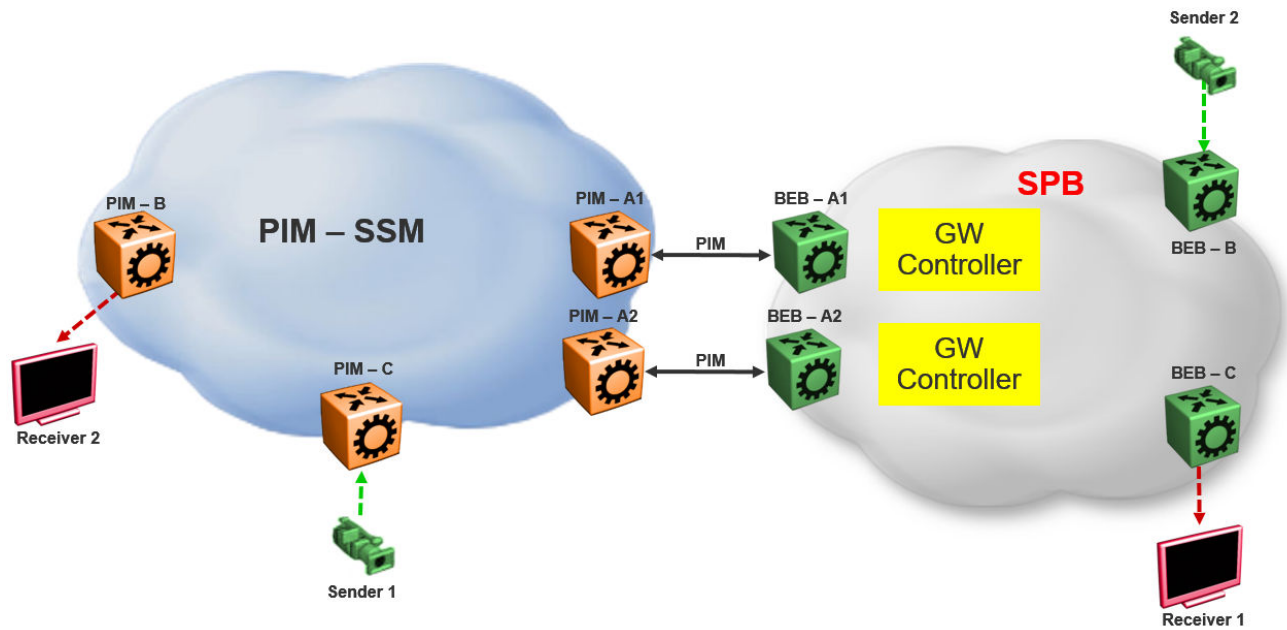 Sender 2
SPB
PIM – B
PIM – A1
BEB – A1
PIM – SSM
GW
Controller
PIM
BEB – B
PIM – A2
BEB – A2
PIM – C
GW
Controller
PIM
BEB – C
Receiver 2
Sender 1
Receiver 1